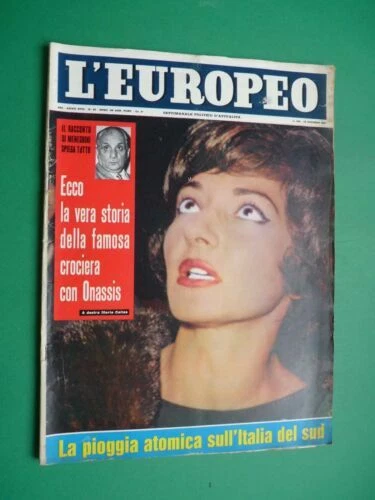 L'EUROPEO
SETTIMANALE POLITICO D'ATTUALITÀ
IL RACCONTO
DI MENEGHINI
SPIEGA TUTTO
Ecco
la vera storia
della famosa
crociera
con Onassis
A destra Maria Callas
La pioggia atomica sull'Italia del sud